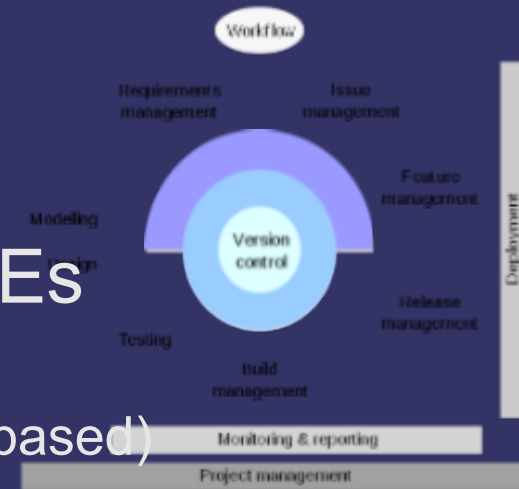 Workflow
Requirements
management
Issue
management
Feature
management
Deployment
Modeling
Version
control
Design
Es
Release
management
Testing
Build
management
based)
Monitoring & reporting
Project management